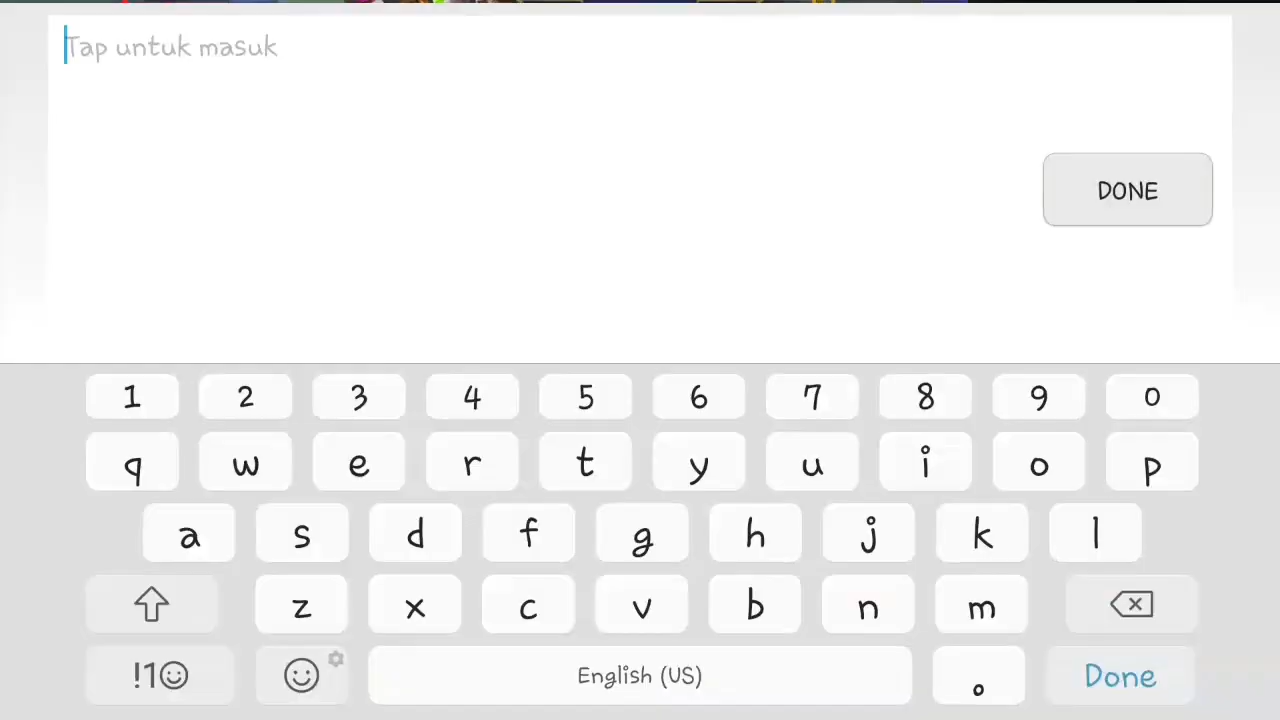 Tap untuk masuk
DONE
1 2 3 4 5 6 7 8 9 0
q w e r t y u i o p
a s d f g h j k l
z x c v b n m
!1☺ English (US) . Done